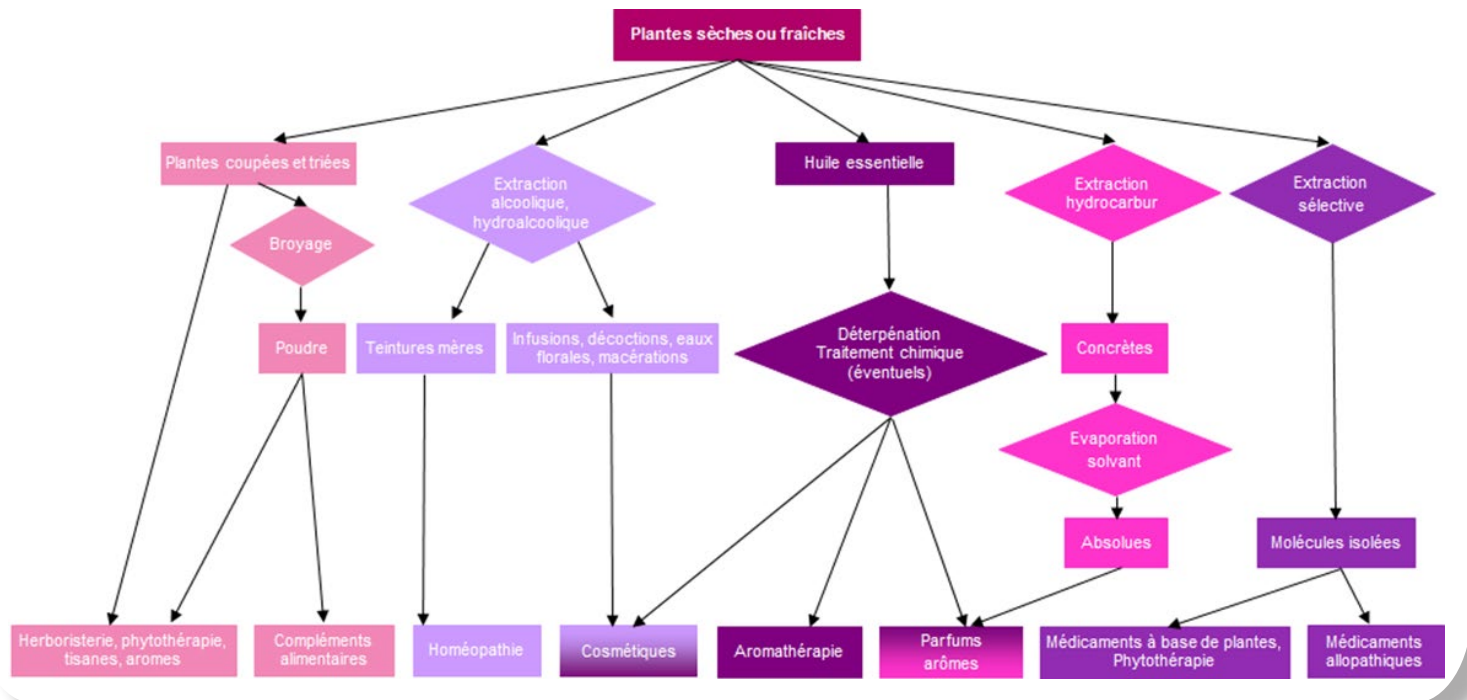 Plantes sèches ou fraîches
Plantes coupées et triées
Extraction
alcoolique,
hydroalcoolique
Huile essentielle
Extraction
hydrocarbur
Extraction
sélective
Broyage
Poudre
Teintures mères
Infusions, décoctions, eaux
florales, macérations
Déterpénation
Traitement chimique
(éventuels)
Concrètes
Evaporation
solvant
Absolues
Molécules isolées
Herboristerie, phytothérapie,
tisanes, aromes
Compléments
alimentaires
Homéopathie
Cosmétiques
Aromathérapie
Parfums
arômes
Médicaments à base de plantes,
Phytothérapie
Médicaments
allopathiques